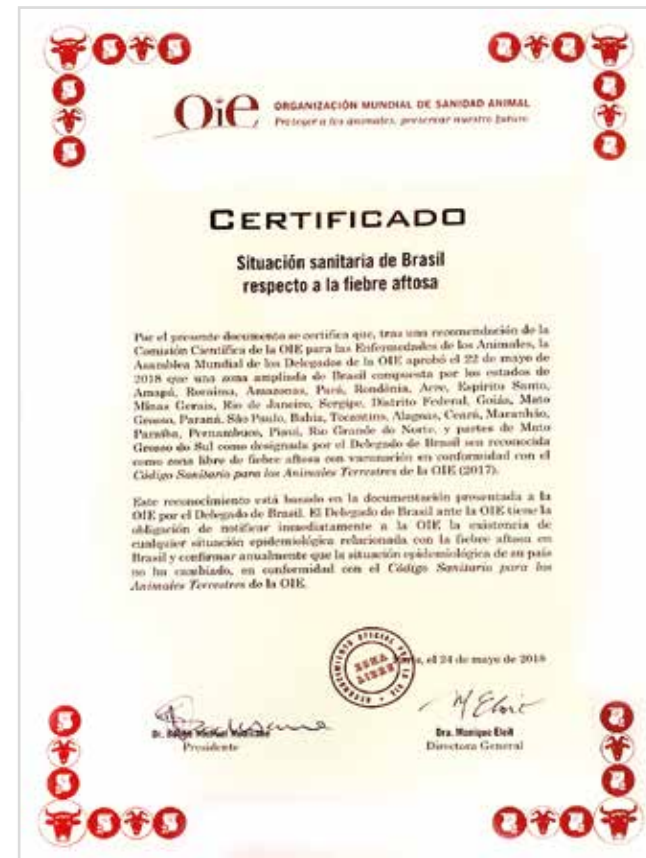 Oie ORGANIZACIÓN MUNDIAL DE SANIDAD ANIMAL
Proteger a los animales, preservar nuestro futuro
CERTIFICADO
Situación sanitaria de Brasil
respecto a la fiebre aftosa
Por el presente documento se certifica que, tras una recomendación de la
Comisión Científica de la OIE para las Enfermedades de los Animales, la
Asamblea Mundial de los Delegados de la OIE aprobó el 22 de mayo de
2018 que una zona ampliada de Brasil compuesta por los estados de
Amapá, Roraima, Amazonas, Pará, Rondônia, Acre, Espírito Santo,
Minas Gerais, Rio de Janeiro, Sergipe, Distrito Federal, Goiás, Mato
Grosso, Paraná, São Paulo, Bahia, Tocantins, Alagoas, Ceará, Maranhão,
Paraíba, Pernambuco, Piauí, Rio Grande do Norte, y partes de Mato
Grosso do Sul como designada por el Delegado de Brasil sea reconocida
como zona libre de fiebre aftosa con vacunación en conformidad con el
Código Sanitario para los Animales Terrestres de la OIE (2017).
Este reconocimiento está basado en la documentación presentada a la
OIE por el Delegado de Brasil. El Delegado de Brasil ante la OIE tiene la
obligación de notificar inmediatamente a la OIE la existencia de
cualquier situación epidemiológica relacionada con la fiebre aftosa en
Brasil y confirmar anualmente que la situación epidemiológica de su país
no ha cambiado, en conformidad con el Código Sanitario para los
Animales Terrestres de la OIE.
RECONOCIMIENTO OFICIAL POR LA OIE
ZONA
LIBRE
, el 24 de mayo de 2018
M Eloit
Dr.
Presidente
Dra. Monique Eloit
Directora General